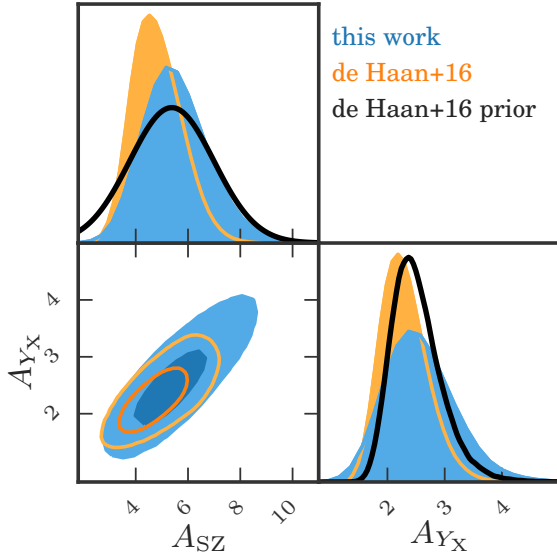 this work
de Haan+16
de Haan+16 prior
4
3
2
A_{Y_X}
4 6 8 10
2 3 4
A_{SZ}
A_{Y_X}